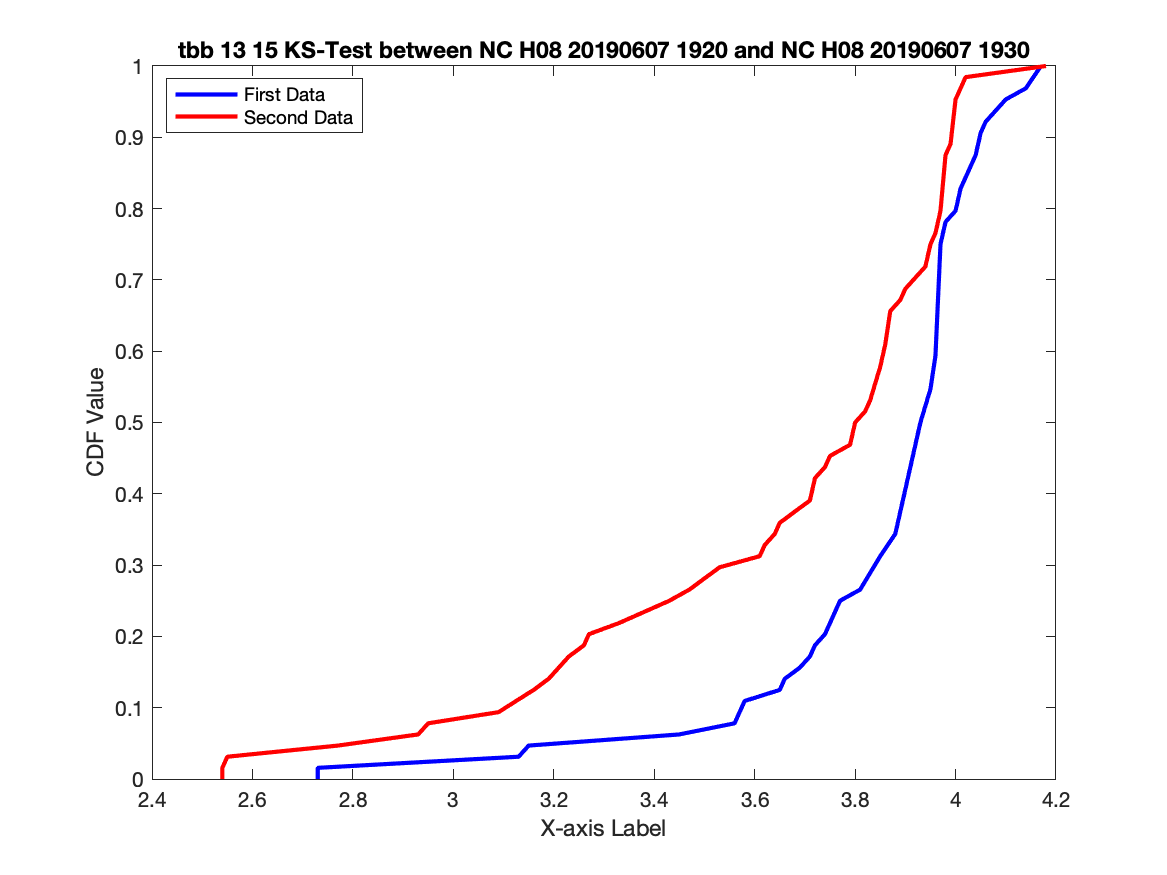 tbb 13 15 KS-Test between NC H08 20190607 1920 and NC H08 20190607 1930
First Data
Second Data
1
0.9
0.8
0.7
0.6
0.5
0.4
0.3
0.2
0.1
0
CDF Value
2.4 2.6 2.8 3 3.2 3.4 3.6 3.8 4 4.2
X-axis Label